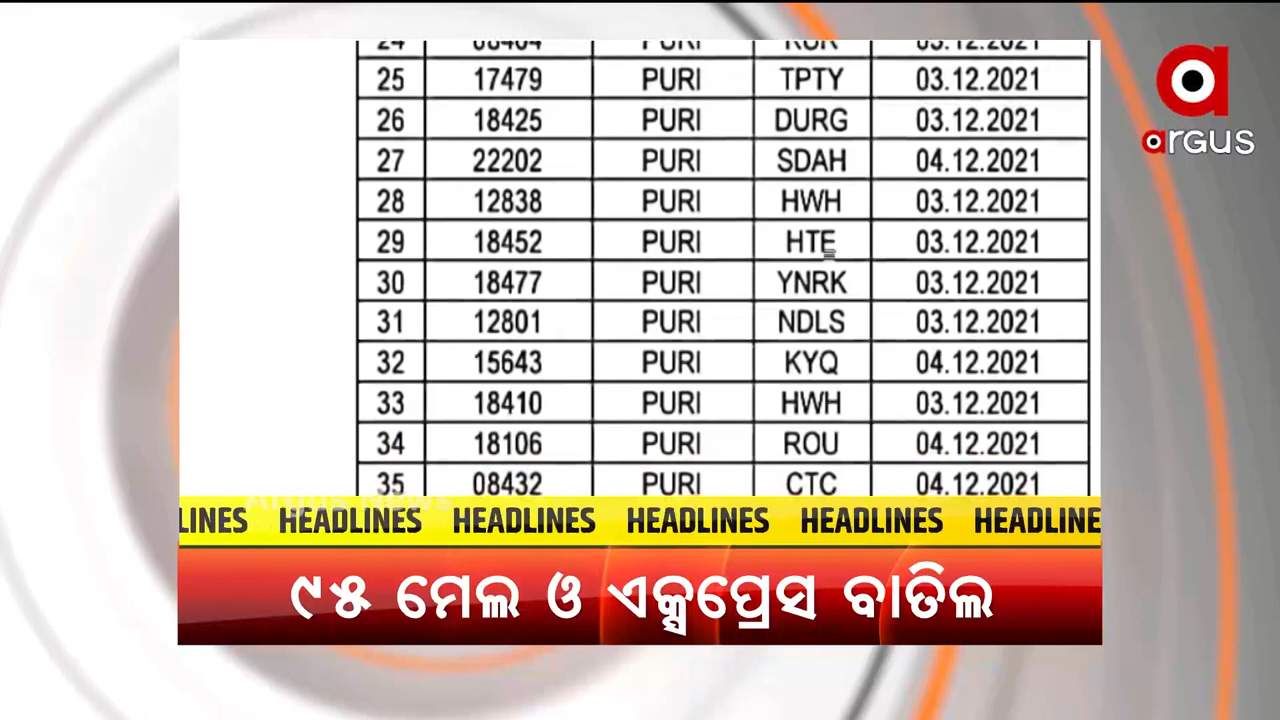 25 17479 PURI TPTY 03.12.2021
26 18425 PURI DURG 03.12.2021
27 22202 PURI SDAH 04.12.2021
28 12838 PURI HWH 03.12.2021
29 18452 PURI HTE 03.12.2021
30 18477 PURI YNRK 03.12.2021
31 12801 PURI NDLS 03.12.2021
32 15643 PURI KYQ 04.12.2021
33 18410 PURI HWH 03.12.2021
34 18106 PURI ROU 04.12.2021
35 08432 PURI CTC 04.12.2021
argus
Argus News
LINES HEADLINES HEADLINES HEADLINES HEADLINES HEADLINE
୯୫ ମେଲ ଓ ଏକ୍ସପ୍ରେସ ବାତିଲ